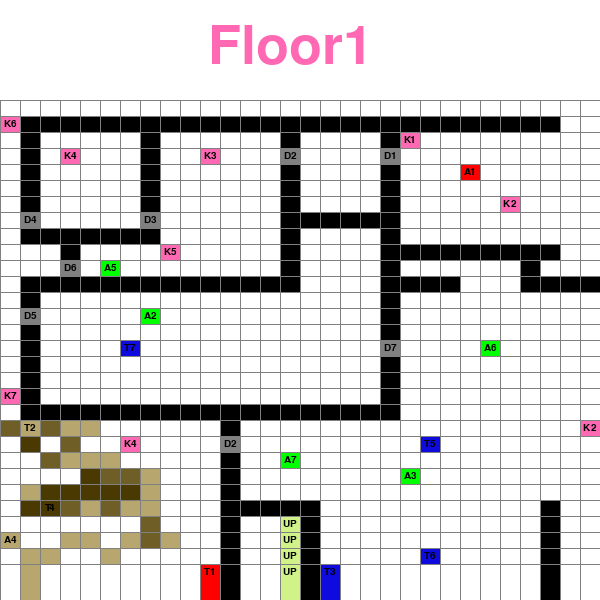 Floor1
K6
K1
K4 K3 D2 D1
A1
K2
D4 D3
K5
D6 A5
D5 A2
T7 D7 A6
K7
T2 K2
K4 D2 T5
A7
A3
T4
UP
A4 UP
UP T6
T1 UP T3